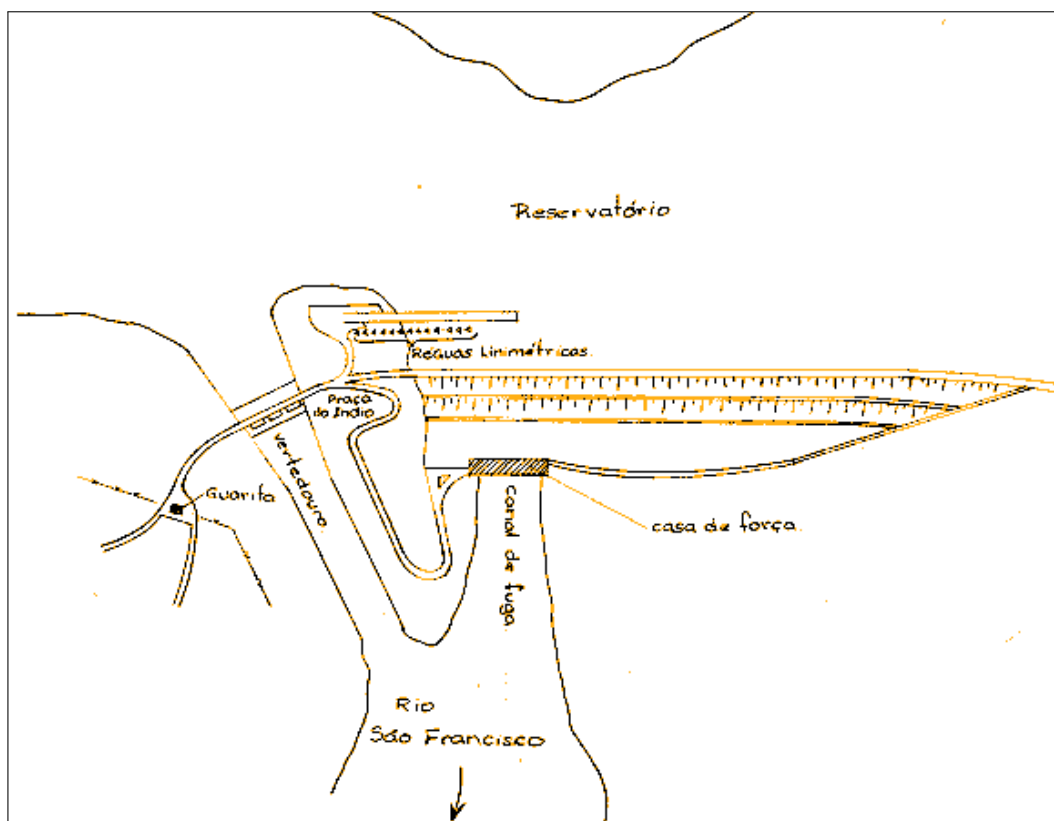 Reservatório
Réguas Linimétricas.
Praça
do Índio
Vertedouro.
Guarita
casa de força.
canal de fuga.
Rio
São Francisco